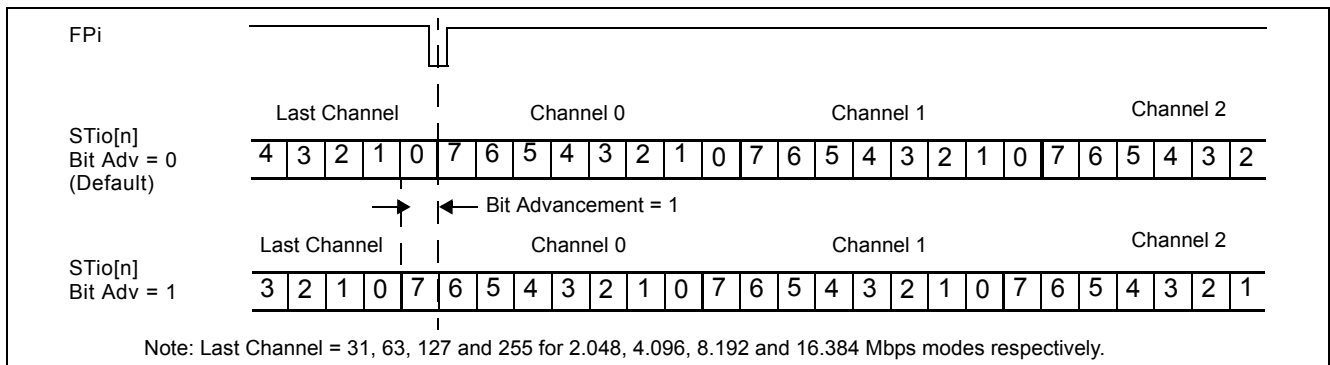 FPi
Last Channel Channel 0 Channel 1 Channel 2
STio[n]
Bit Adv = 0
(Default)
4 3 2 1 0 7 6 5 4 3 2 1 0 7 6 5 4 3 2 1 0 7 6 5 4 3 2
Bit Advancement = 1
Last Channel Channel 0 Channel 1 Channel 2
STio[n]
Bit Adv = 1
3 2 1 0 7 6 5 4 3 2 1 0 7 6 5 4 3 2 1 0 7 6 5 4 3 2 1
Note: Last Channel = 31, 63, 127 and 255 for 2.048, 4.096, 8.192 and 16.384 Mbps modes respectively.